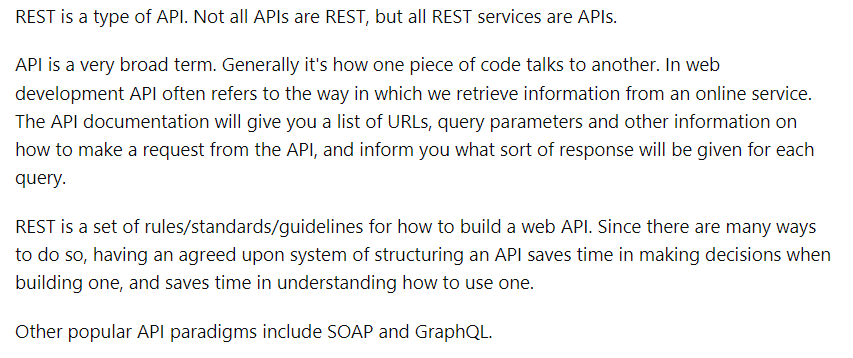 REST is a type of API. Not all APIs are REST, but all REST services are APIs.
API is a very broad term. Generally it's how one piece of code talks to another. In web
development API often refers to the way in which we retrieve information from an online service.
The API documentation will give you a list of URLs, query parameters and other information on
how to make a request from the API, and inform you what sort of response will be given for each
query.
REST is a set of rules/standards/guidelines for how to build a web API. Since there are many ways
to do so, having an agreed upon system of structuring an API saves time in making decisions when
building one, and saves time in understanding how to use one.
Other popular API paradigms include SOAP and GraphQL.